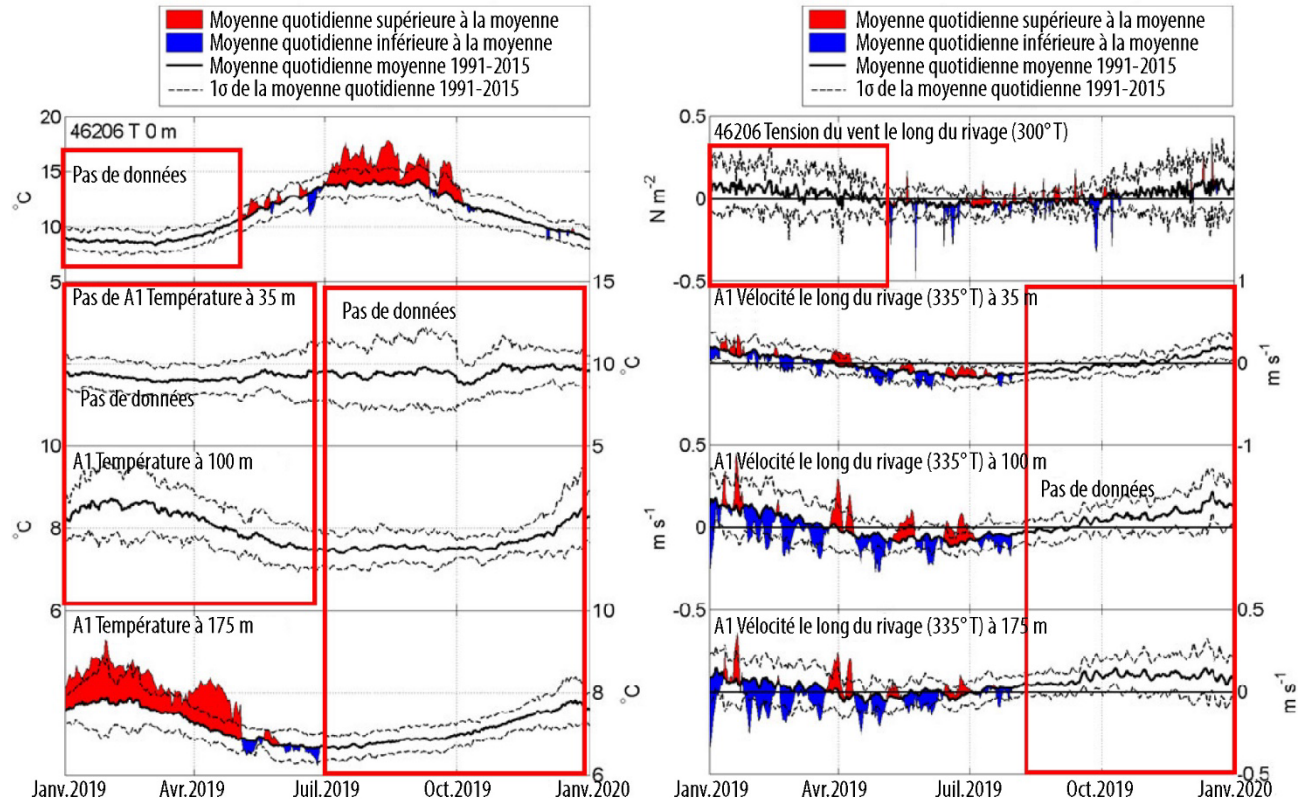 Moyenne quotidienne supérieure à la moyenne
Moyenne quotidienne inférieure à la moyenne
Moyenne quotidienne moyenne 1991-2015
1σ de la moyenne quotidienne 1991-2015
20
46206 T 0 m
Pas de données
15
°C
10
5
15
Pas de A1 Température à 35 m
Pas de données
10
°C
Pas de données
10
5
A1 Température à 100 m
°C
8
6
10
A1 Température à 175 m
8
°C
6
Janv.2019
Avr.2019
Juil.2019
Oct.2019
Janv.2020
Moyenne quotidienne supérieure à la moyenne
Moyenne quotidienne inférieure à la moyenne
Moyenne quotidienne moyenne 1991-2015
1σ de la moyenne quotidienne 1991-2015
0.5
46206 Tension du vent le long du rivage (300°T)
N m-2
0
-0.5
1
A1 Vélocité le long du rivage (335°T) à 35 m
0
m s-1
0.5
-1
A1 Vélocité le long du rivage (335°T) à 100 m
Pas de données
m s-1
0
-0.5
0.5
A1 Vélocité le long du rivage (335°T) à 175 m
0
m s-1
-0.5
Janv.2019
Avr.2019
Juil.2019
Oct.2019
Janv.2020